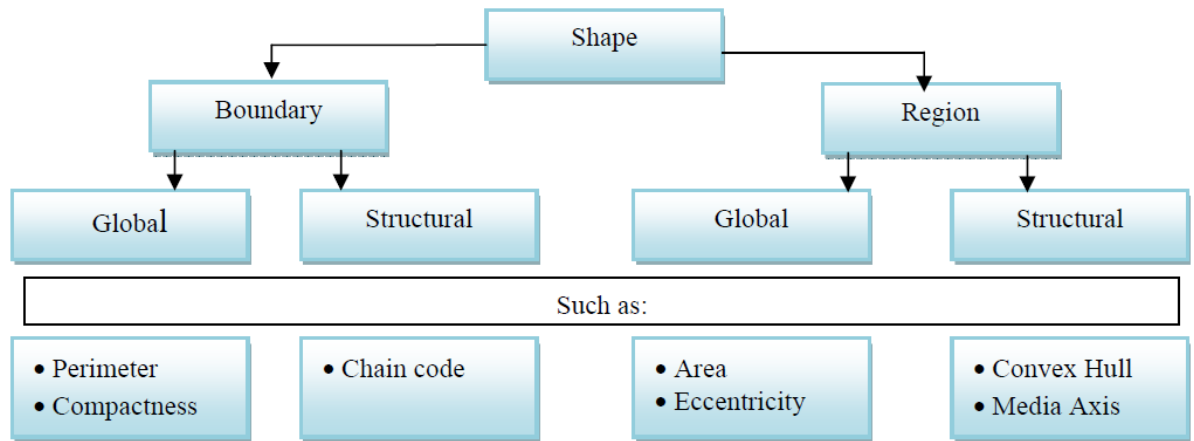 Shape
Boundary
Region
Global
Structural
Global
Structural
Such as:
• Perimeter
• Compactness
• Chain code
• Area
• Eccentricity
• Convex Hull
• Media Axis